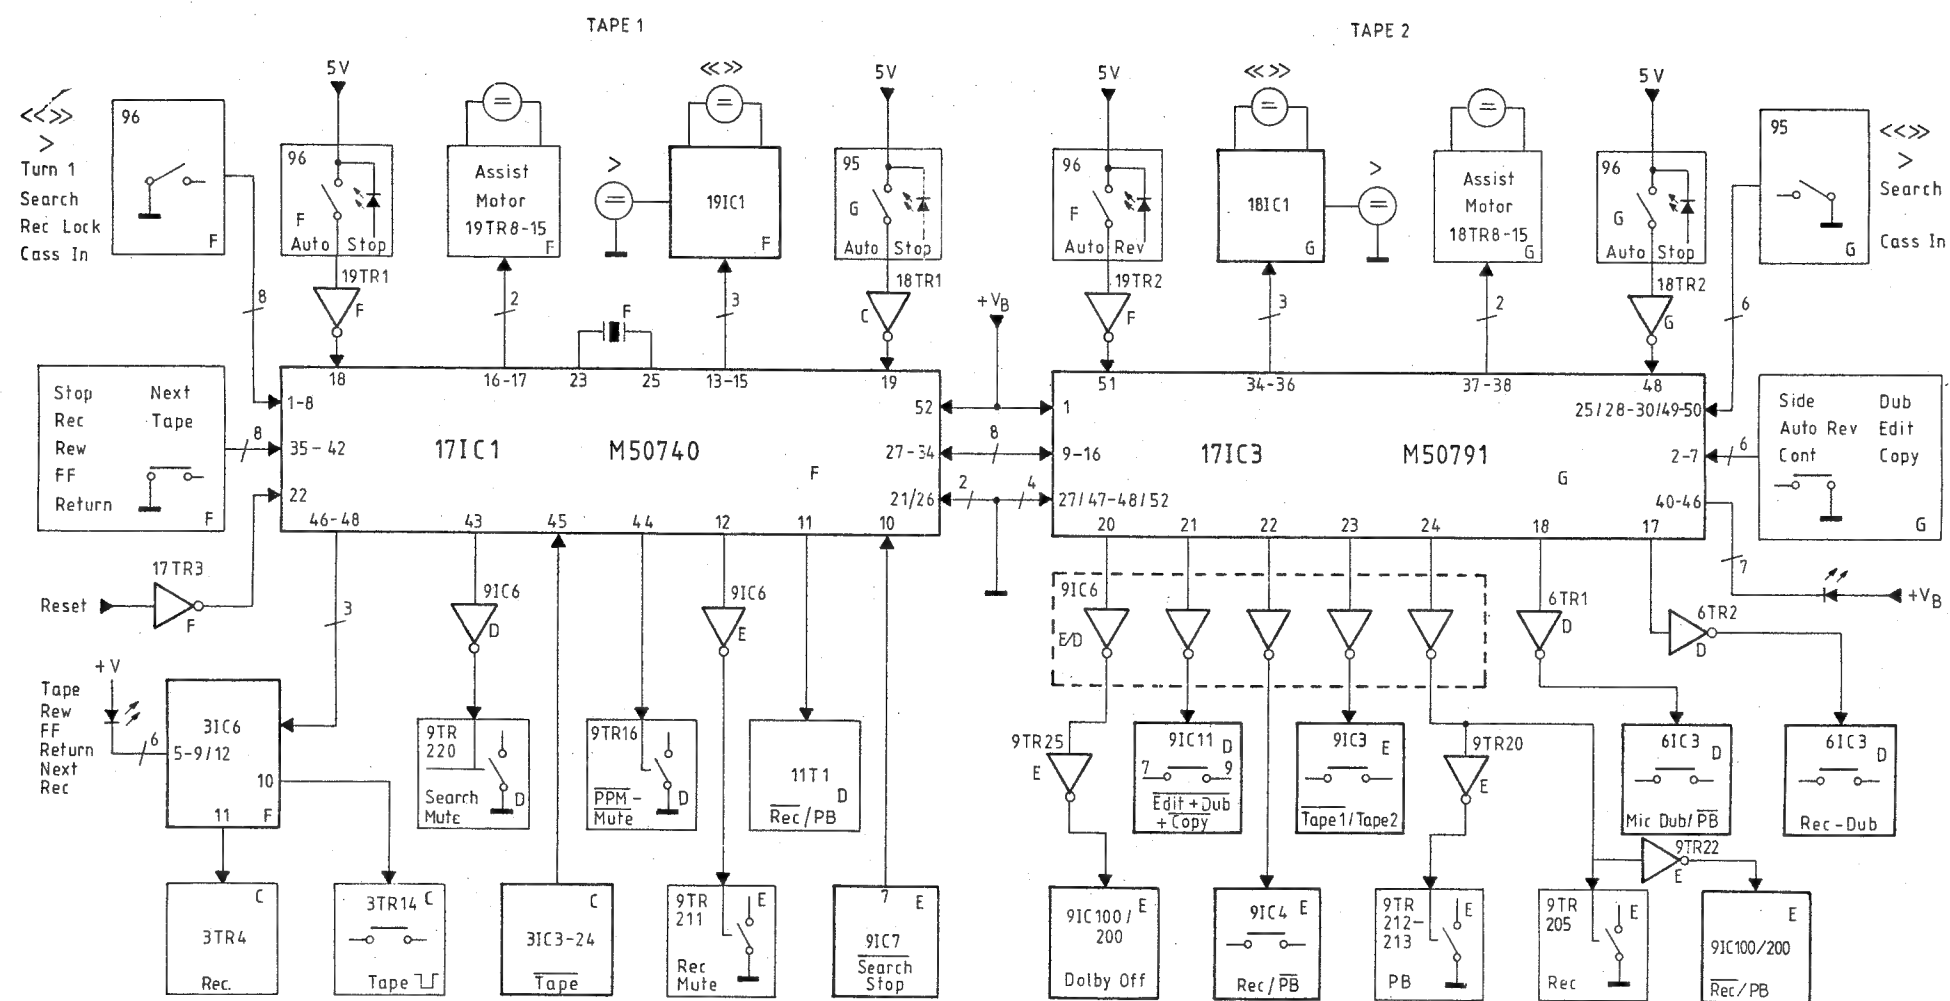 TAPE 1
TAPE 2
<<>>
>
Turn 1
Search
Rec Lock
Cass In
96
F
5V
96
F
Auto Stop
19TR1
F
Assist
Motor
19TR8-15
F
<<>>
>
19IC1
F
5V
95
G
Auto Stop
18TR1
C
5V
96
F
Auto Rev
19TR2
F
<<>>
18IC1
G
>
Assist
Motor
18TR8-15
G
5V
96
G
Auto Stop
18TR2
G
95
G
<<>>
>
Search
Cass In
8
2
F
3
+VB
3
2
6
18
16-17
23
25
13-15
19
1-8
52
35-42
17IC1
M50740
F
27-34
22
21/26
46-48
43
45
44
12
11
10
8
2
4
51
34-36
37-38
48
1
25/28-30/49-50
9-16
17IC3
M50791
G
2-7
27/47-48/52
40-46
20
21
22
23
24
18
17
Stop
Next
Rec
Tape
Rew
FF
Return
F
8
Side
Dub
Auto Rev
Edit
Cont
Copy
G
6
7
+VB
Reset
17TR3
F
3
9IC6
D
9IC6
E
9IC6
E/D
6TR1
D
6TR2
D
+V
Tape
Rew
FF
Return
Next
Rec
6
3IC6
5-9/12
10
11
F
9TR
220
Search
Mute
D
9TR16
PPM-
Mute
D
11T1
D
Rec/PB
9TR25
E
9IC11
D
7
9
Edit+Dub
+Copy
9IC3
E
Tape1/Tape2
9TR20
E
6IC3
D
Mic Dub/PB
6IC3
D
Rec-Dub
9TR22
E
C
3TR4
Rec.
3TR14
C
Tape
C
3IC3-24
Tape
9TR
211
E
Rec
Mute
7
E
9IC7
Search
Stop
9IC100/
200
E
Dolby Off
9IC4
E
Rec/PB
9TR
212-
213
E
PB
9TR
205
E
Rec
E
9IC100/200
Rec/PB